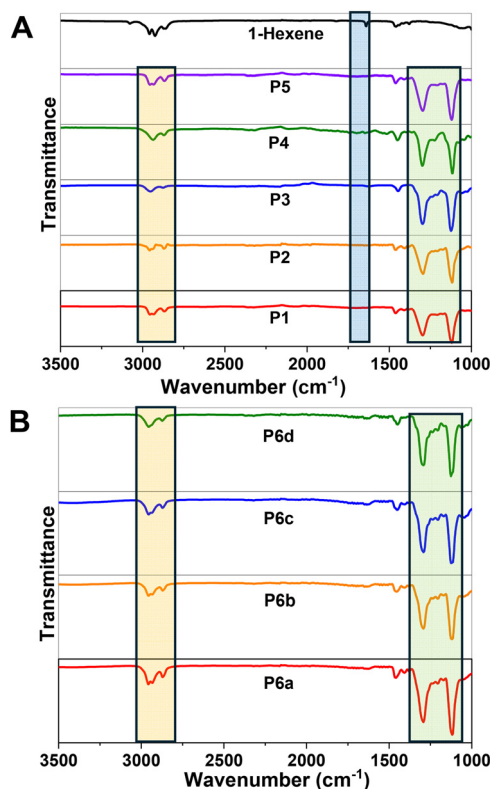 A
1-Hexene
P5
P4
P3
P2
P1
Transmittance
3500 3000 2500 2000 1500 1000
Wavenumber (cm-1)
B
P6d
P6c
P6b
P6a
Transmittance
3500 3000 2500 2000 1500 1000
Wavenumber (cm-1)